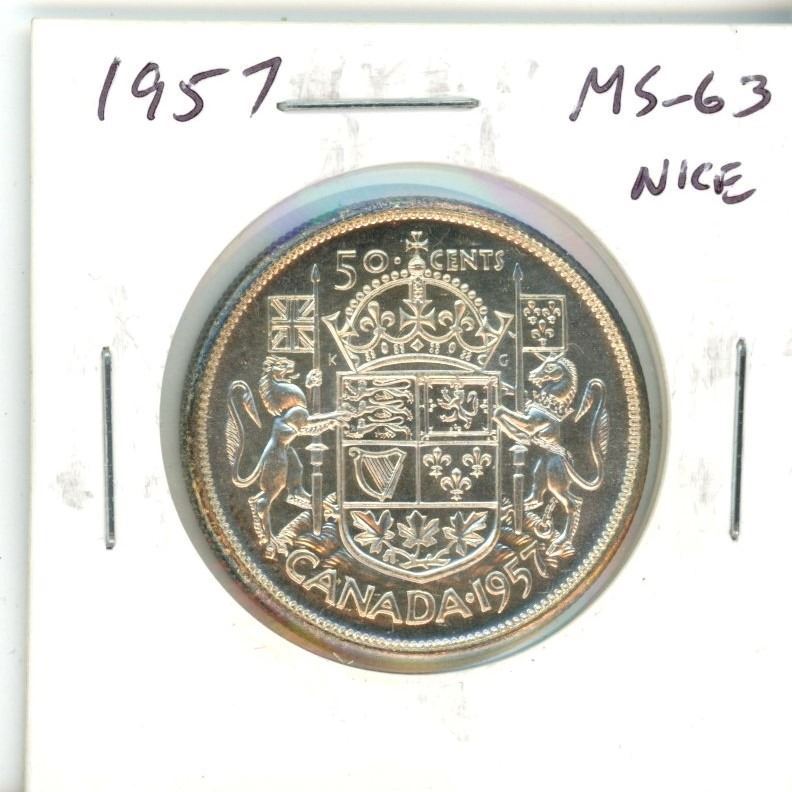 1957 MS-63
NICE
50 · CENTS
K G
CANADA · 1957